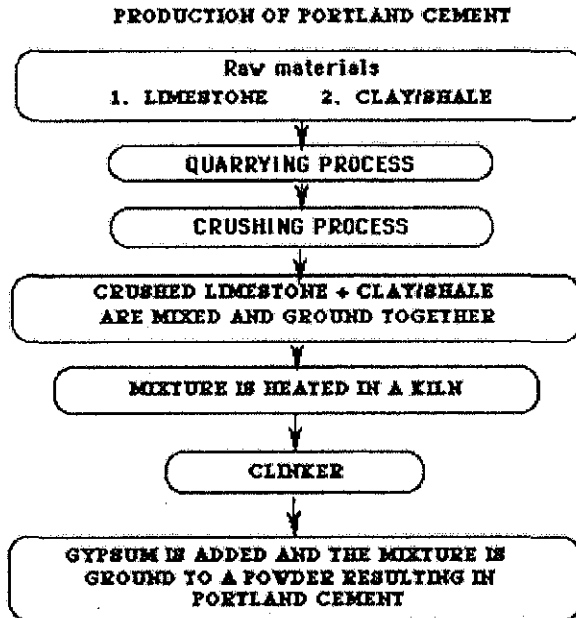 PRODUCTION OF PORTLAND CEMENT
Raw materials
1. LIMESTONE 2. CLAY/SHALE
QUARRYING PROCESS
CRUSHING PROCESS
CRUSHED LIMESTONE + CLAY/SHALE
ARE MIXED AND GROUND TOGETHER
MIXTURE IS HEATED IN A KILN
CLINKER
GYPSUM IS ADDED AND THE MIXTURE IS
GROUND TO A POWDER RESULTING IN
PORTLAND CEMENT